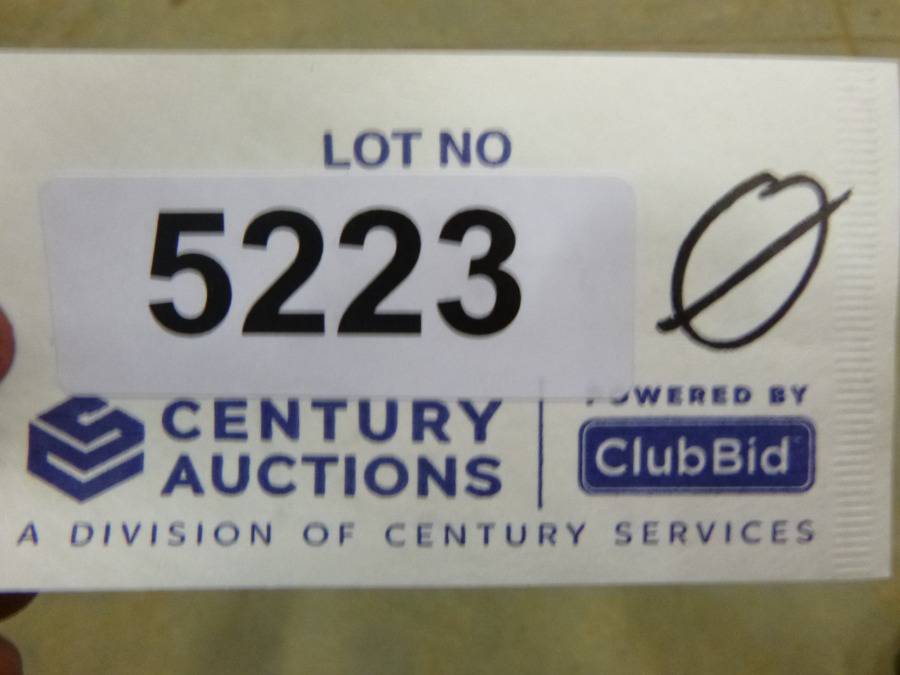 LOT NO
5223 Ø
CENTURY
AUCTIONS
POWERED BY
ClubBid
A DIVISION OF CENTURY SERVICES